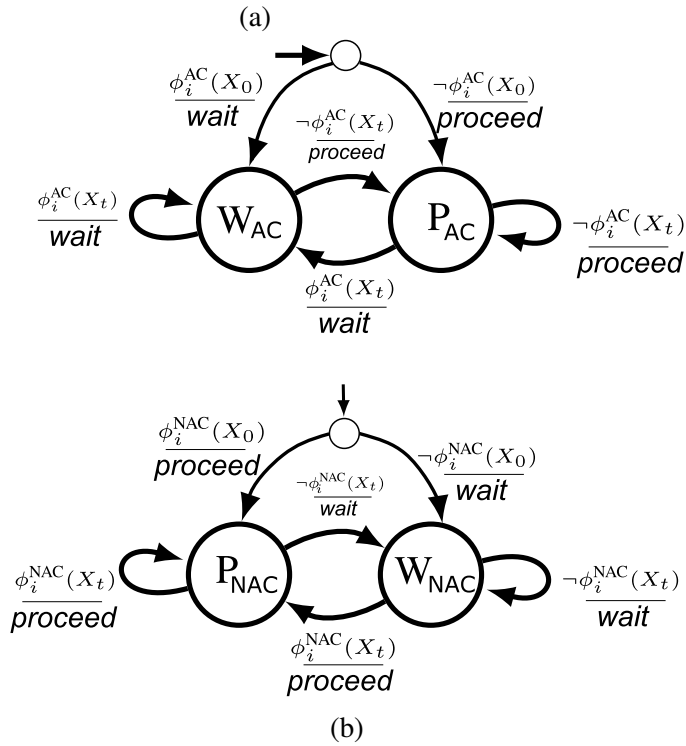 (a)
ϕ_i^AC(X_0)
wait
¬ϕ_i^AC(X_0)
proceed
¬ϕ_i^AC(X_t)
proceed
ϕ_i^AC(X_t)
wait
W_AC
P_AC
¬ϕ_i^AC(X_t)
proceed
ϕ_i^AC(X_t)
wait
ϕ_i^NAC(X_0)
proceed
¬ϕ_i^NAC(X_0)
wait
¬ϕ_i^NAC(X_t)
wait
ϕ_i^NAC(X_t)
proceed
P_NAC
W_NAC
¬ϕ_i^NAC(X_t)
wait
ϕ_i^NAC(X_t)
proceed
(b)